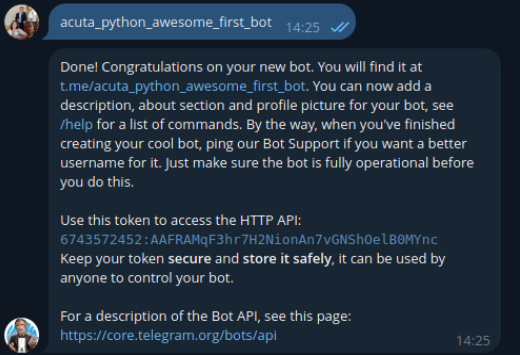 acuta_python_awesome_first_bot
14:25
Done! Congratulations on your new bot. You will find it at
t.me/acuta_python_awesome_first_bot. You can now add a
description, about section and profile picture for your bot, see
/help for a list of commands. By the way, when you've finished
creating your cool bot, ping our Bot Support if you want a better
username for it. Just make sure the bot is fully operational before
you do this.
Use this token to access the HTTP API:
6743572452:AAFRAMqF3hr7H2NionAn7vGNShOelB0MYnc
Keep your token secure and store it safely, it can be used by
anyone to control your bot.
For a description of the Bot API, see this page:
https://core.telegram.org/bots/api
14:25